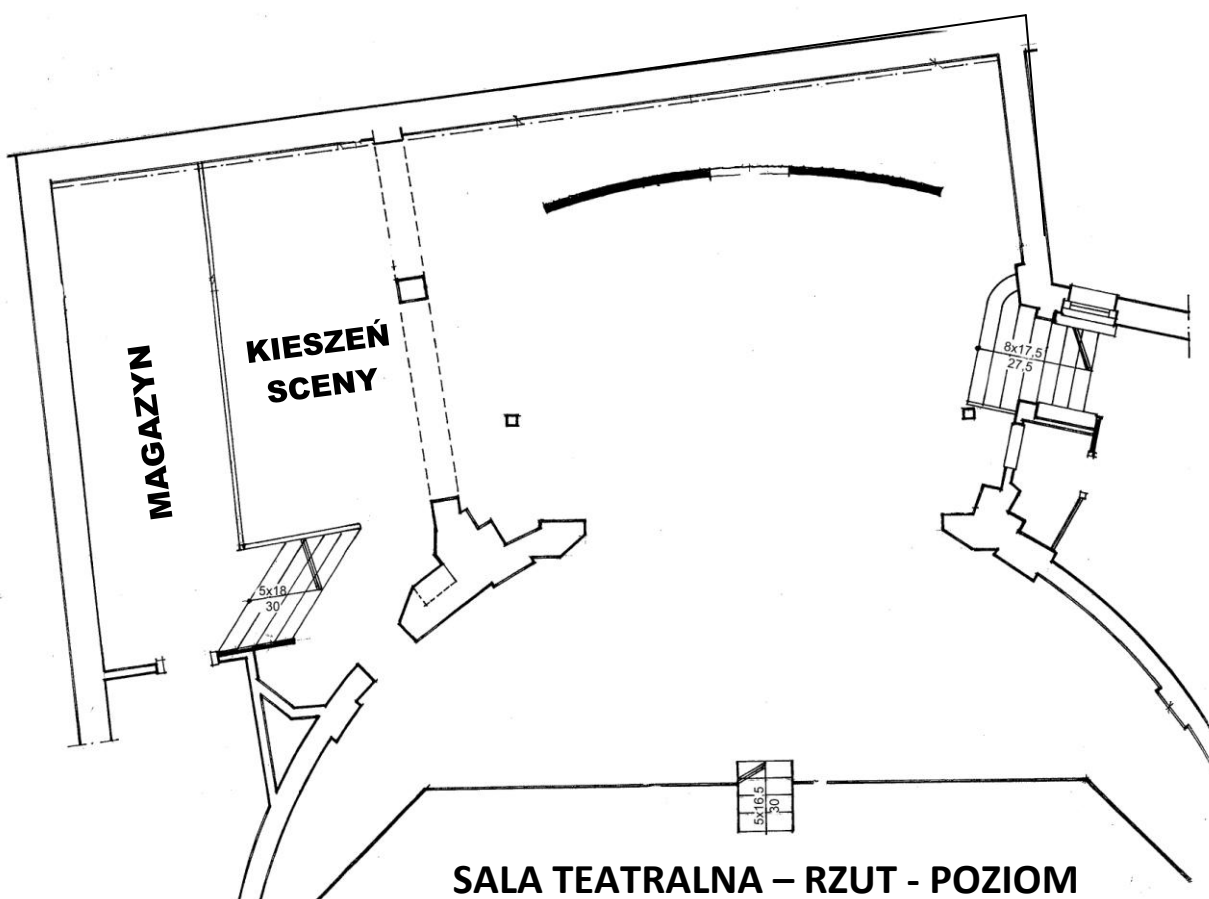 MAGAZYN
KIESZEŃ
SCENY
8x17,5
27,5
5x18
30
5x16,5
30
SALA TEATRALNA – RZUT - POZIOM